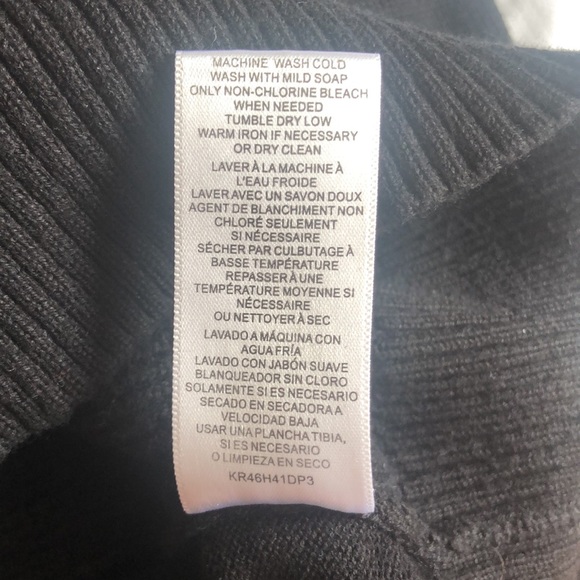 MACHINE WASH COLD
WASH WITH MILD SOAP
ONLY NON-CHLORINE BLEACH
WHEN NEEDED
TUMBLE DRY LOW
WARM IRON IF NECESSARY
OR DRY CLEAN
LAVER À LA MACHINE À
L'EAU FROIDE
LAVER AVEC UN SAVON DOUX
AGENT DE BLANCHIMENT NON
CHLORÉ SEULEMENT
SI NÉCESSAIRE
SÉCHER PAR CULBUTAGE À
BASSE TEMPÉRATURE
REPASSER À UNE
TEMPÉRATURE MOYENNE SI
NÉCESSAIRE
OU NETTOYER À SEC
LAVADO A MÁQUINA CON
AGUA FRÍA
LAVADO CON JABÓN SUAVE
BLANQUEADOR SIN CLORO
SOLAMENTE SI ES NECESARIO
SECADO EN SECADORA A
VELOCIDAD BAJA
USAR UNA PLANCHA TIBIA,
SI ES NECESARIO
O LIMPIEZA EN SECO
KR46H41DP3